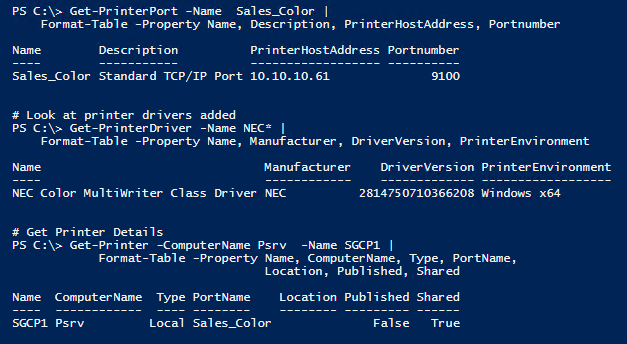 PS C:\> Get-PrinterPort -Name  Sales_Color |
    Format-Table -Property Name, Description, PrinterHostAddress, Portnumber
Name        Description          PrinterHostAddress Portnumber
----        -----------          ------------------ ----------
Sales_Color Standard TCP/IP Port 10.10.10.61              9100
# Look at printer drivers added
PS C:\> Get-PrinterDriver -Name NEC* |
    Format-Table -Property Name, Manufacturer, DriverVersion, PrinterEnvironment
Name                              Manufacturer    DriverVersion PrinterEnvironment
----                              ------------    ------------- ------------------
NEC Color MultiWriter Class Driver NEC          2814750710366208 Windows x64
# Get Printer Details
PS C:\> Get-Printer -ComputerName Psrv  -Name SGCP1 |
            Format-Table -Property Name, ComputerName, Type, PortName,
                                   Location, Published, Shared
Name  ComputerName  Type PortName    Location Published Shared
----  ------------  ---- --------    -------- --------- ------
SGCP1 Psrv         Local Sales_Color              False   True